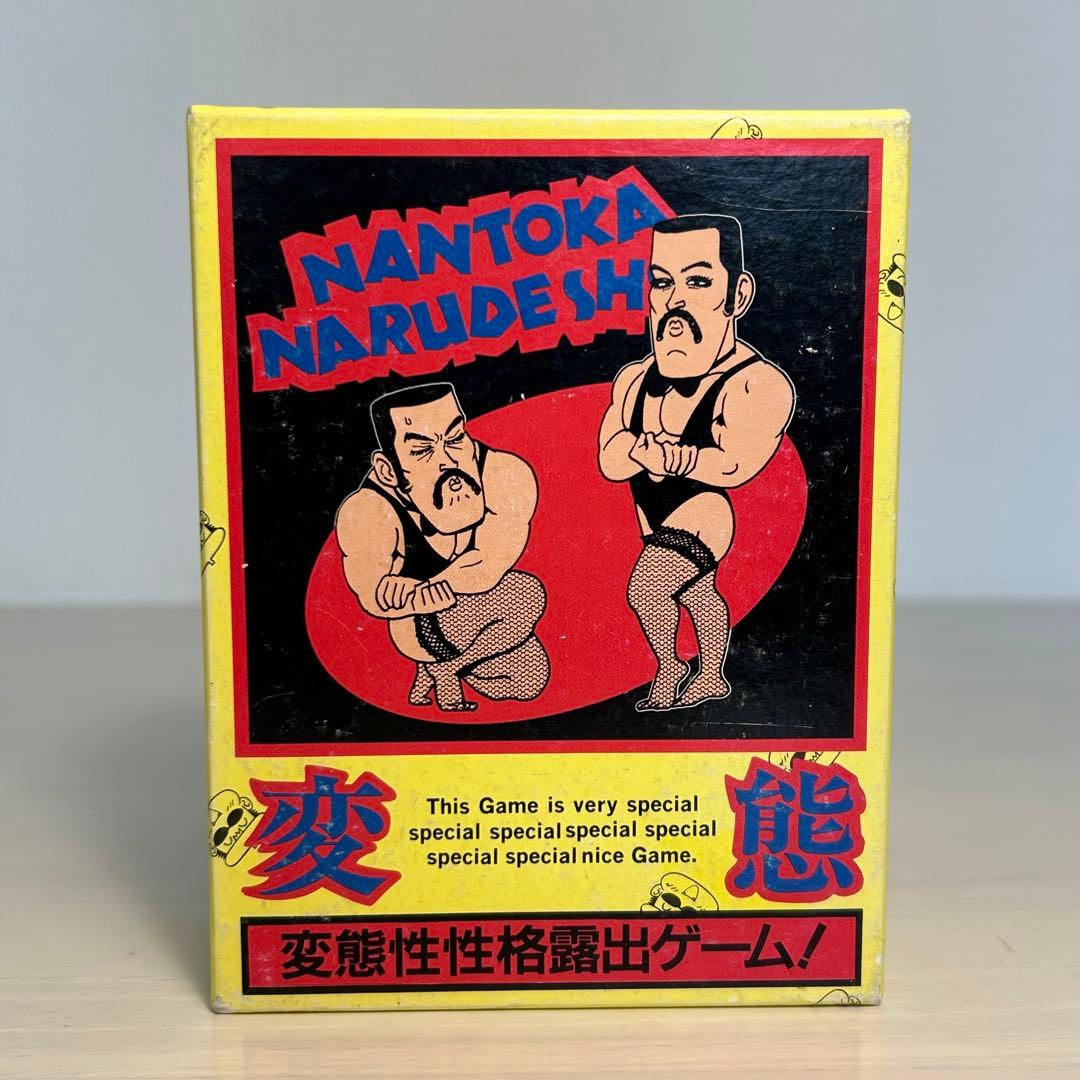 NANTOKA
NARUDESHO
変態
This Game is very special
special special special special
special special nice Game.
変態性性格露出ゲーム!